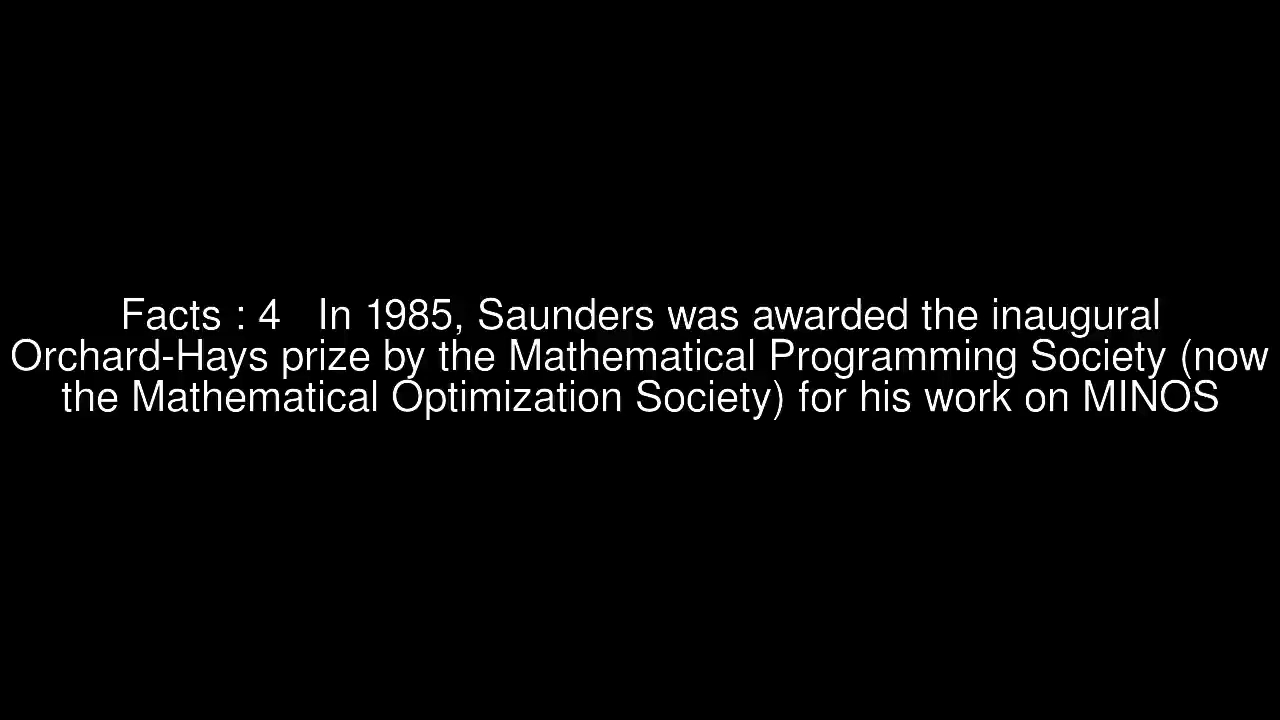 Facts : 4 In 1985, Saunders was awarded the inaugural
Orchard-Hays prize by the Mathematical Programming Society (now
the Mathematical Optimization Society) for his work on MINOS